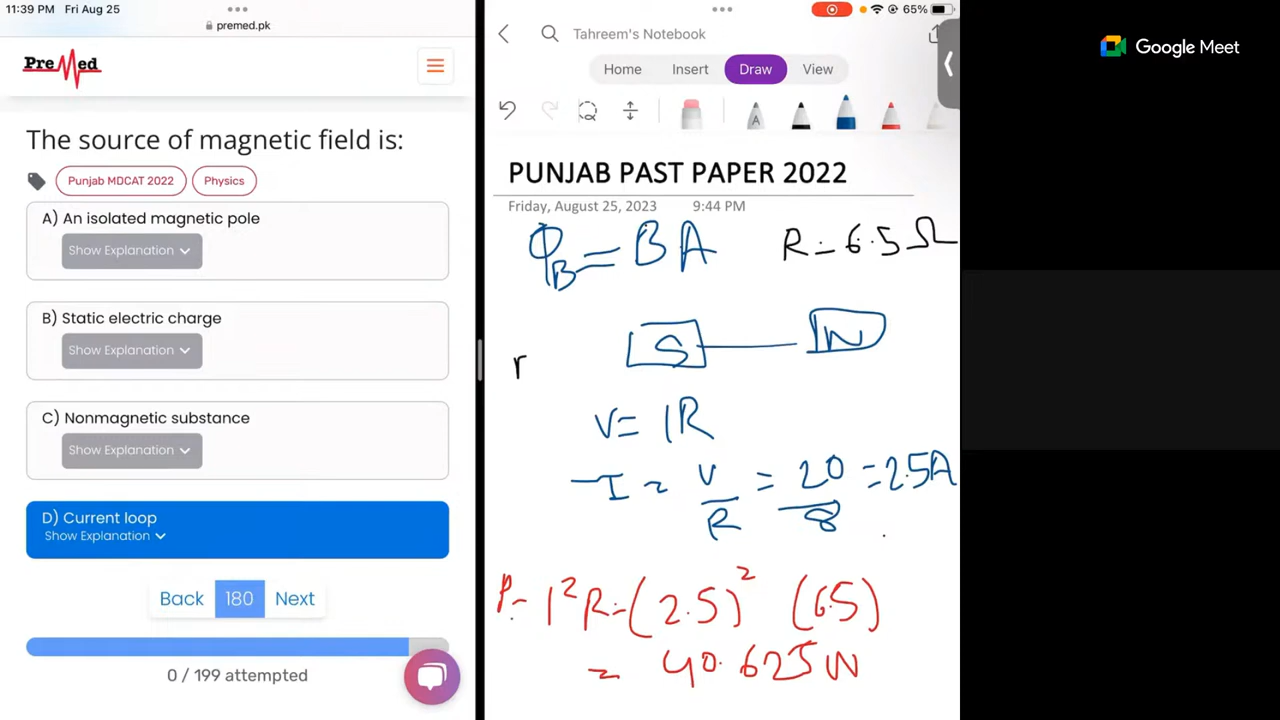 11:39 PM Fri Aug 25
premed.pk
PreMed
The source of magnetic field is:
Punjab MDCAT 2022
Physics
A) An isolated magnetic pole
Show Explanation
B) Static electric charge
Show Explanation
C) Nonmagnetic substance
Show Explanation
D) Current loop
Show Explanation
Back 180 Next
0 / 199 attempted
65%
Tahreem's Notebook
Home Insert Draw View
A
PUNJAB PAST PAPER 2022
Friday, August 25, 2023 9:44 PM
Φ_B = BA
R = 6.5 Ω
S N
r
V = IR
I = V/R = 20/8 = 2.5A
P = I²R = (2.5)² (6.5)
= 40.625 W
Google Meet